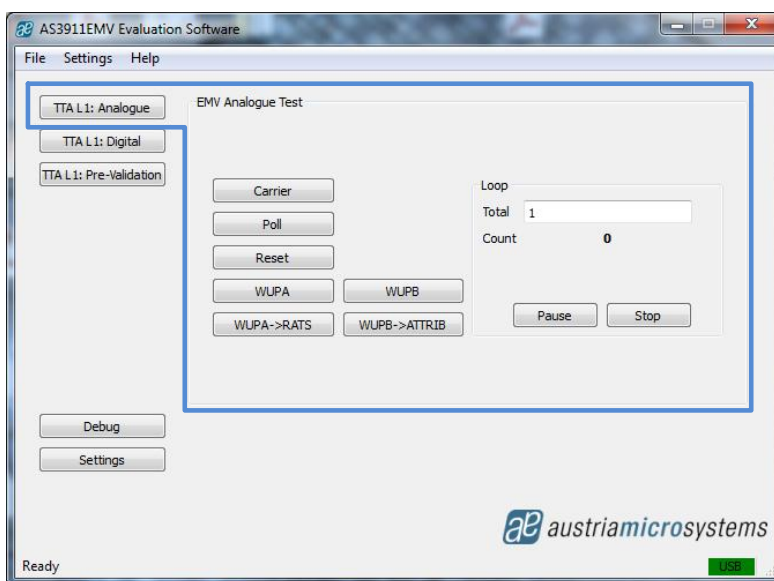 AS3911EMV Evaluation Software
File Settings Help
TTA L1: Analogue
TTA L1: Digital
TTA L1: Pre-Validation
EMV Analogue Test
Carrier
Poll
Reset
WUPA WUPB
WUPA->RATS WUPB->ATTRIB
Loop
Total 1
Count 0
Pause Stop
Debug
Settings
ae austriamicrosystems
Ready USB